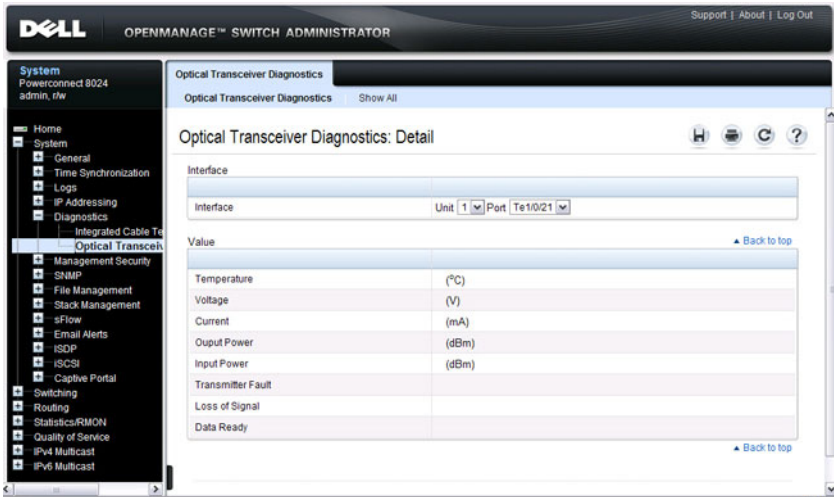 DELL
OPENMANAGE™ SWITCH ADMINISTRATOR
Support | About | Log Out
System
Powerconnect 8024
admin, r/w
Home
System
General
Time Synchronization
Logs
IP Addressing
Diagnostics
Integrated Cable Te
Optical Transceiv
Management Security
SNMP
File Management
Stack Management
sFlow
Email Alerts
ISDP
iSCSI
Captive Portal
Switching
Routing
Statistics/RMON
Quality of Service
IPv4 Multicast
IPv6 Multicast
Optical Transceiver Diagnostics
Optical Transceiver Diagnostics Show All
Optical Transceiver Diagnostics: Detail
?
Interface
Interface Unit 1 Port Te1/0/21
Value Back to top
Temperature (°C)
Voltage (V)
Current (mA)
Ouput Power (dBm)
Input Power (dBm)
Transmitter Fault
Loss of Signal
Data Ready
Back to top